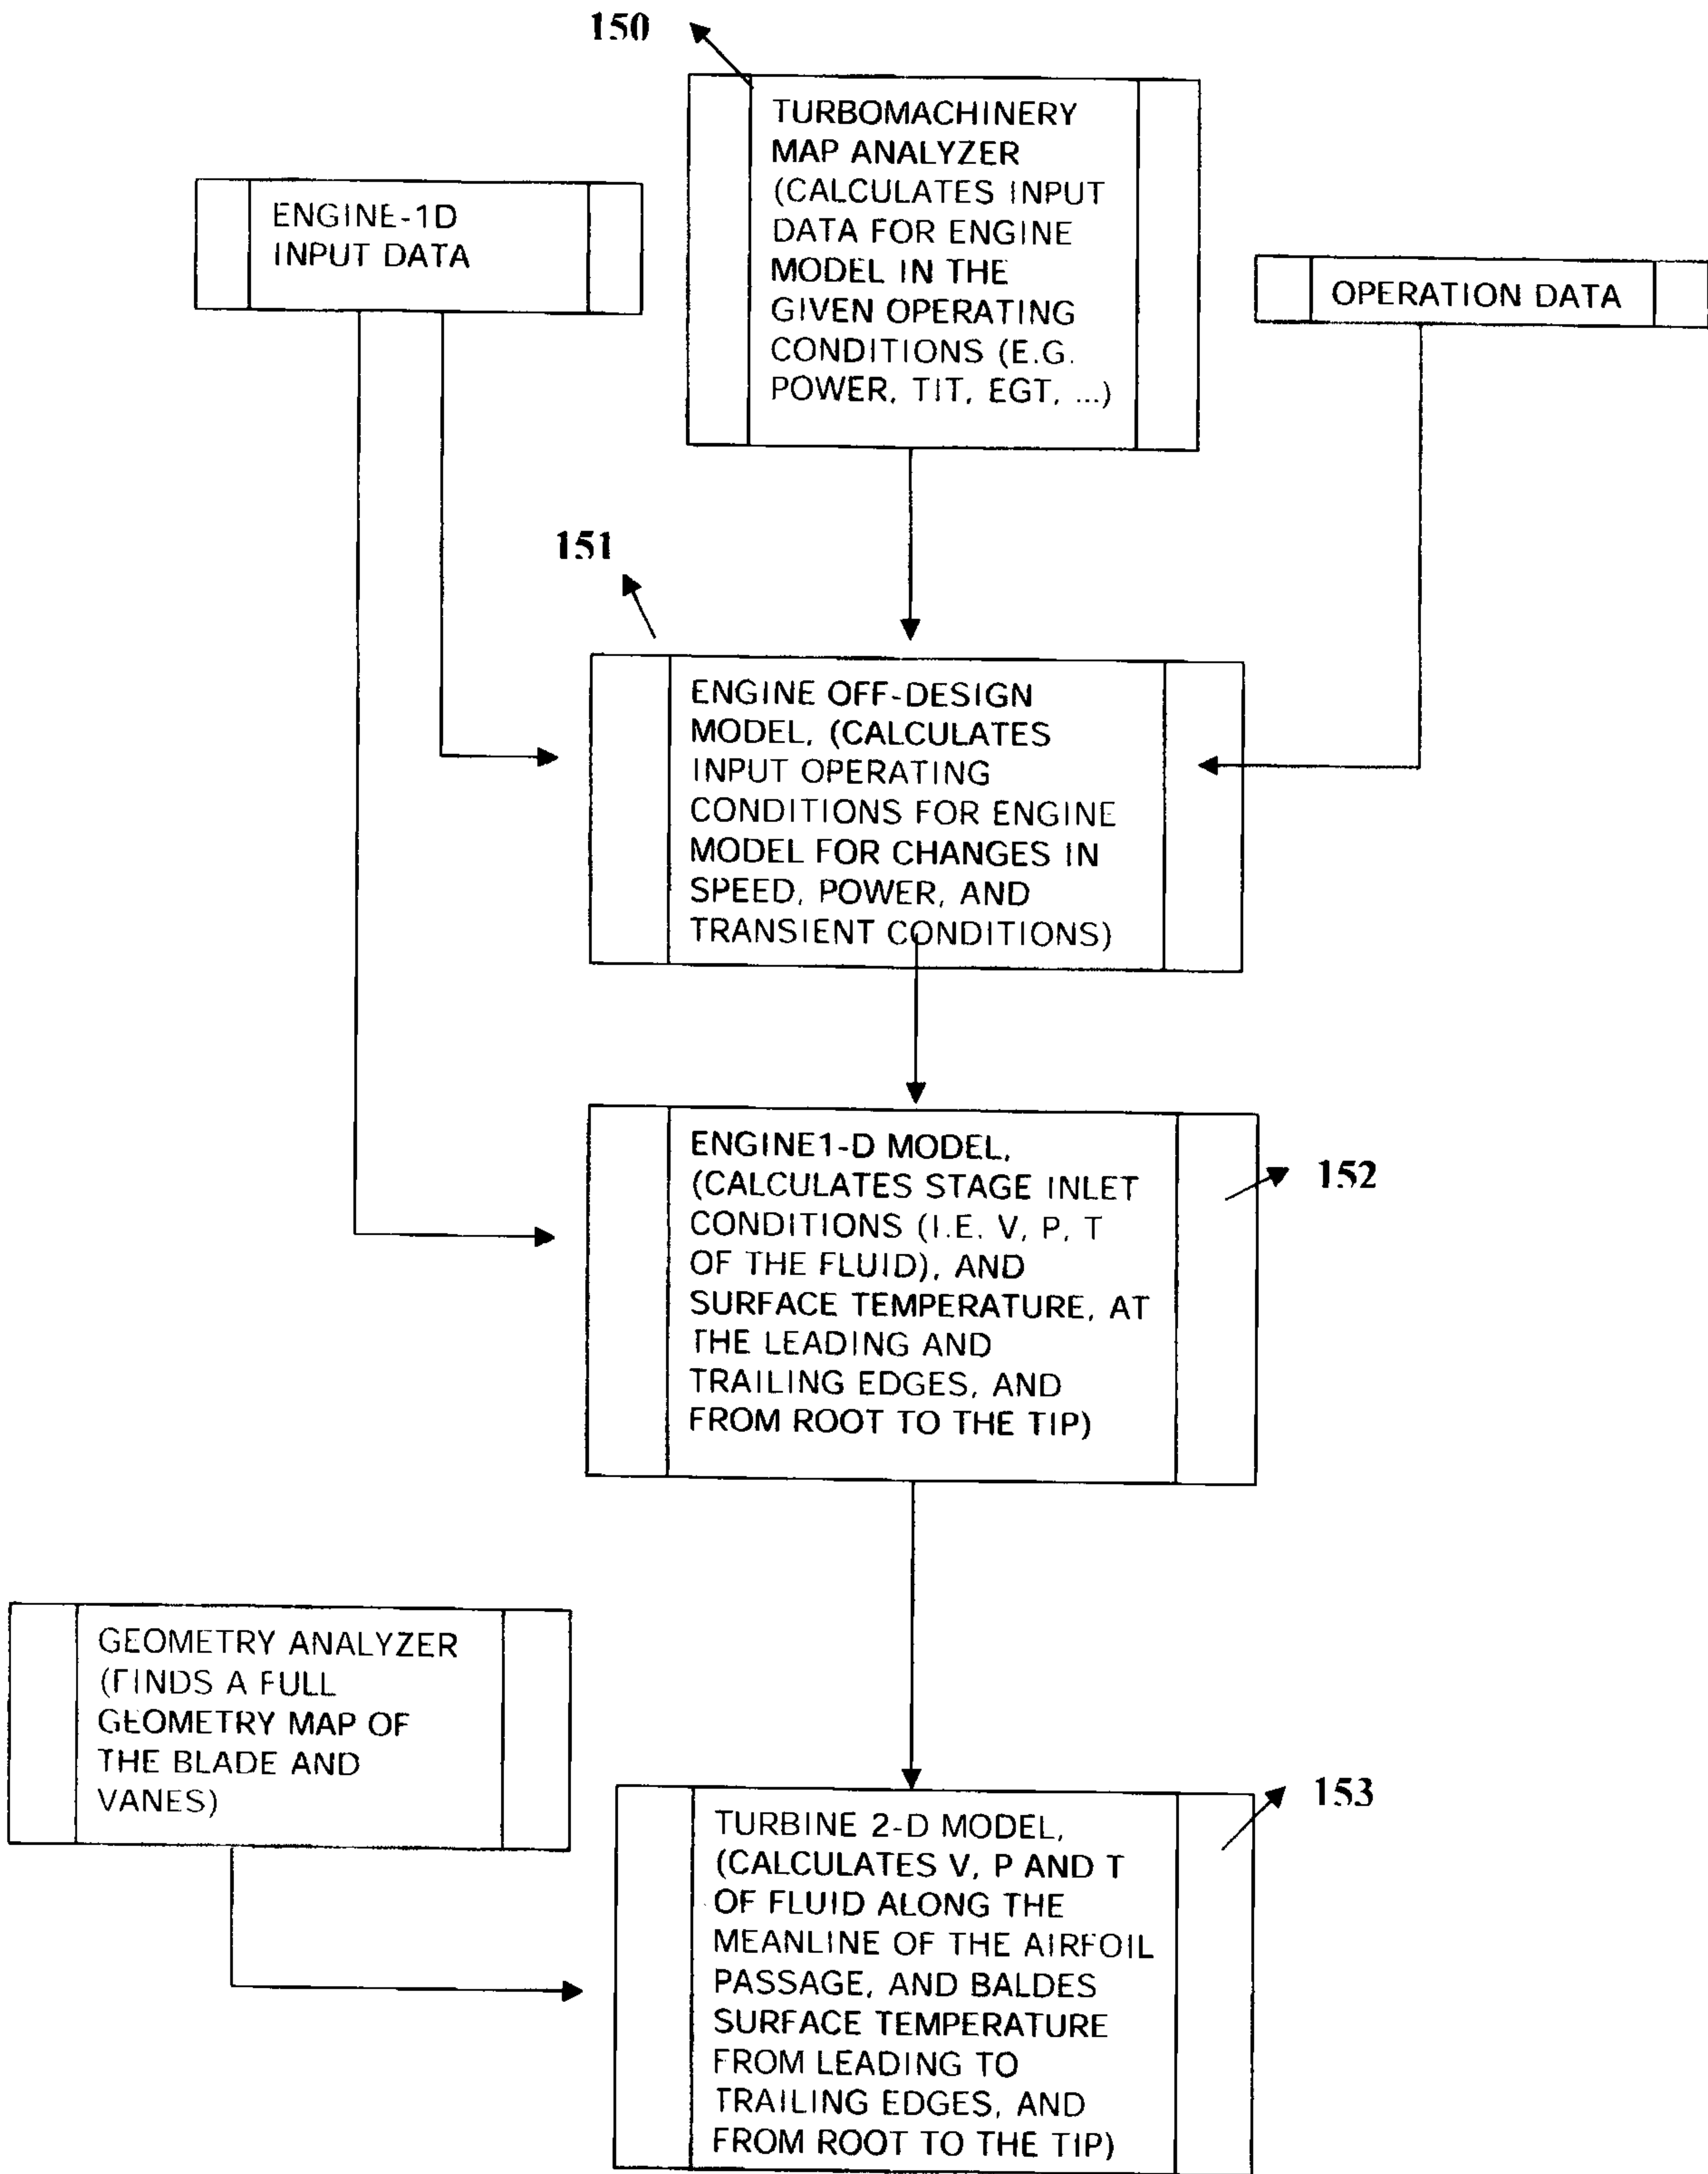 150
TURBOMACHINERY
MAP ANALYZER
(CALCULATES INPUT
DATA FOR ENGINE
MODEL IN THE
GIVEN OPERATING
CONDITIONS (E.G.
POWER, TIT, EGT, ...)
ENGINE-1D
INPUT DATA
OPERATION DATA
151
ENGINE OFF-DESIGN
MODEL, (CALCULATES
INPUT OPERATING
CONDITIONS FOR ENGINE
MODEL FOR CHANGES IN
SPEED, POWER, AND
TRANSIENT CONDITIONS)
ENGINE1-D MODEL,
(CALCULATES STAGE INLET
CONDITIONS (I.E. V, P, T
OF THE FLUID), AND
SURFACE TEMPERATURE, AT
THE LEADING AND
TRAILING EDGES, AND
FROM ROOT TO THE TIP)
152
GEOMETRY ANALYZER
(FINDS A FULL
GEOMETRY MAP OF
THE BLADE AND
VANES)
153
TURBINE 2-D MODEL,
(CALCULATES V, P AND T
OF FLUID ALONG THE
MEANLINE OF THE AIRFOIL
PASSAGE, AND BALDES
SURFACE TEMPERATURE
FROM LEADING TO
TRAILING EDGES, AND
FROM ROOT TO THE TIP)